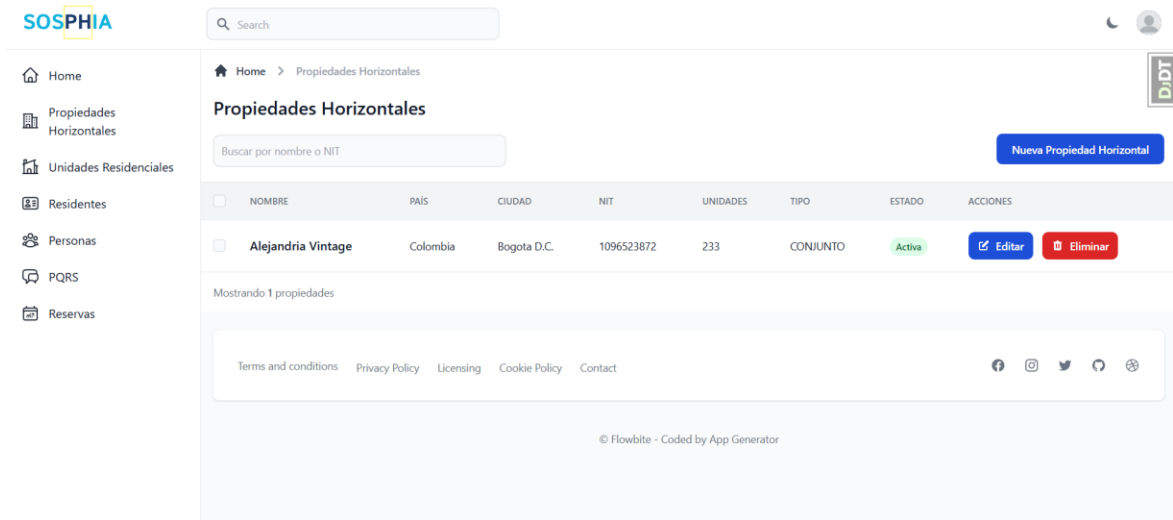 SOSPHIA
Search
Home
Propiedades
Horizontales
Unidades Residenciales
Residentes
Personas
PQRS
Reservas
Home > Propiedades Horizontales
DJDT
Propiedades Horizontales
Buscar por nombre o NIT
Nueva Propiedad Horizontal
NOMBRE PAÍS CIUDAD NIT UNIDADES TIPO ESTADO ACCIONES
Alejandria Vintage Colombia Bogota D.C. 1096523872 233 CONJUNTO Activa Editar Eliminar
Mostrando 1 propiedades
Terms and conditions Privacy Policy Licensing Cookie Policy Contact
© Flowbite - Coded by App Generator